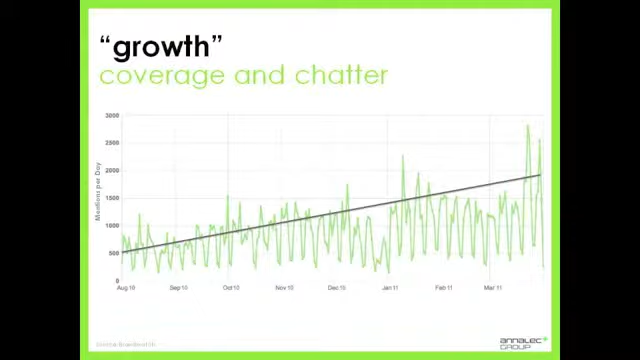 “growth”
coverage and chatter
3000
2500
2000
1500
1000
500
0
Mentions per Day
Aug 10 Sep 10 Oct 10 Nov 10 Dec 10 Jan 11 Feb 11 Mar 11
ANNALECT
GROUP